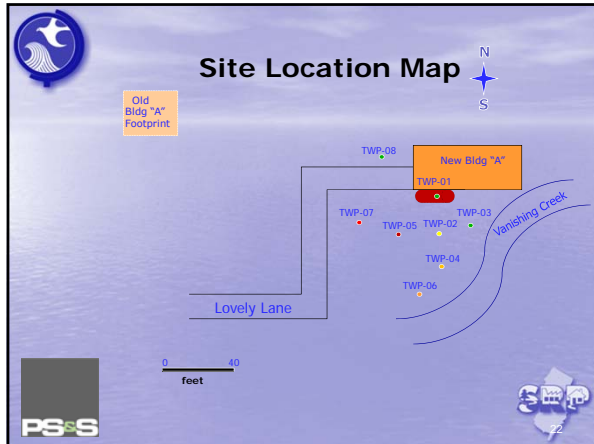 Site Location Map
N
S
Old
Bldg "A"
Footprint
TWP-08
New Bldg "A"
TWP-01
TWP-07
TWP-05
TWP-02
TWP-03
Vanishing Creek
TWP-04
TWP-06
Lovely Lane
0 40
feet
PS&S
SRP
22